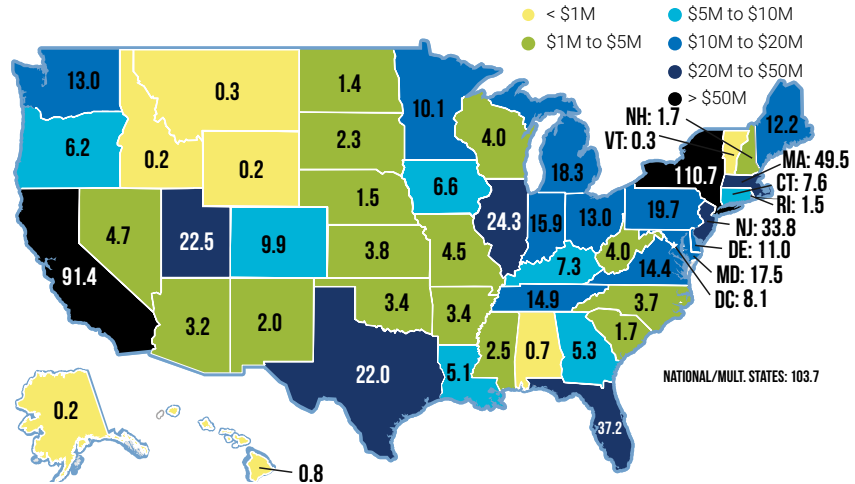 < $1M
$1M to $5M
$5M to $10M
$10M to $20M
$20M to $50M
> $50M
13.0
0.3
1.4
10.1
NH: 1.7
VT: 0.3
12.2
6.2
0.2
0.2
2.3
4.0
18.3
110.7
MA: 49.5
CT: 7.6
RI: 1.5
91.4
4.7
22.5
9.9
1.5
6.6
24.3
15.9
13.0
19.7
NJ: 33.8
DE: 11.0
MD: 17.5
DC: 8.1
3.8
4.5
7.3
4.0
14.4
3.2
2.0
3.4
3.4
14.9
3.7
1.7
22.0
5.1
2.5
0.7
5.3
37.2
NATIONAL/MULT. STATES: 103.7
0.2
0.8